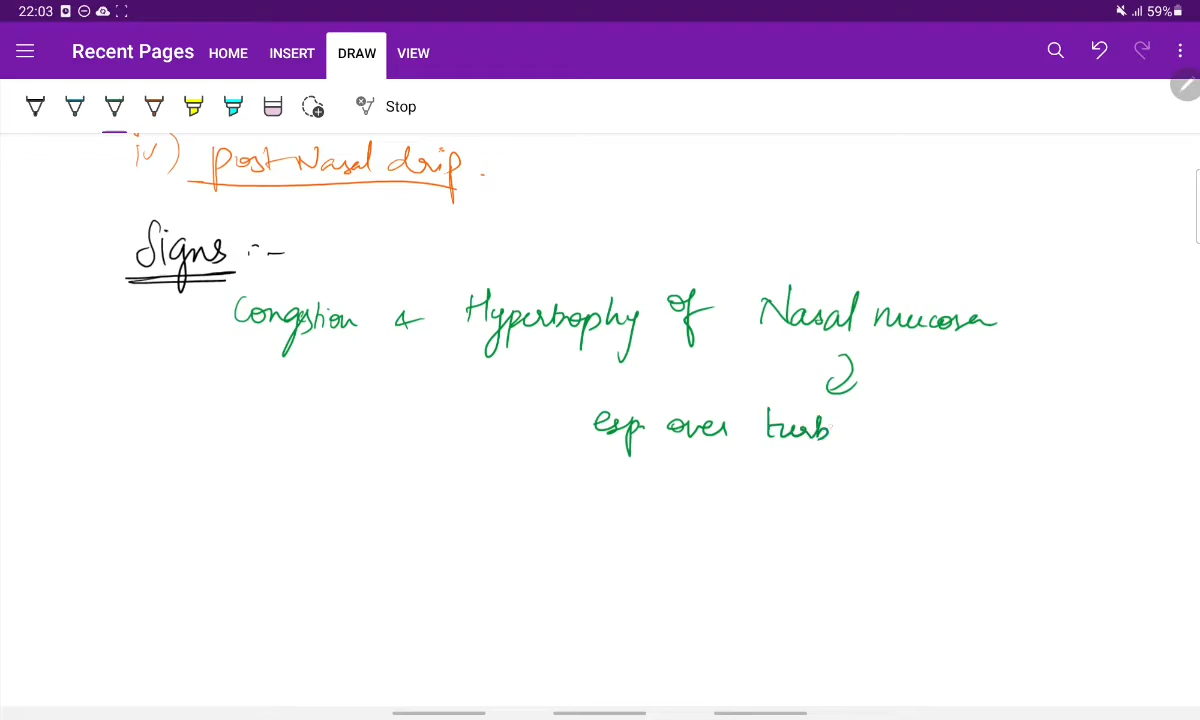 22:03 59%
Recent Pages HOME INSERT DRAW VIEW
Stop
iv) post Nasal drip.
Signs :-
Congestion & Hypertrophy of Nasal mucosa
esp over turb